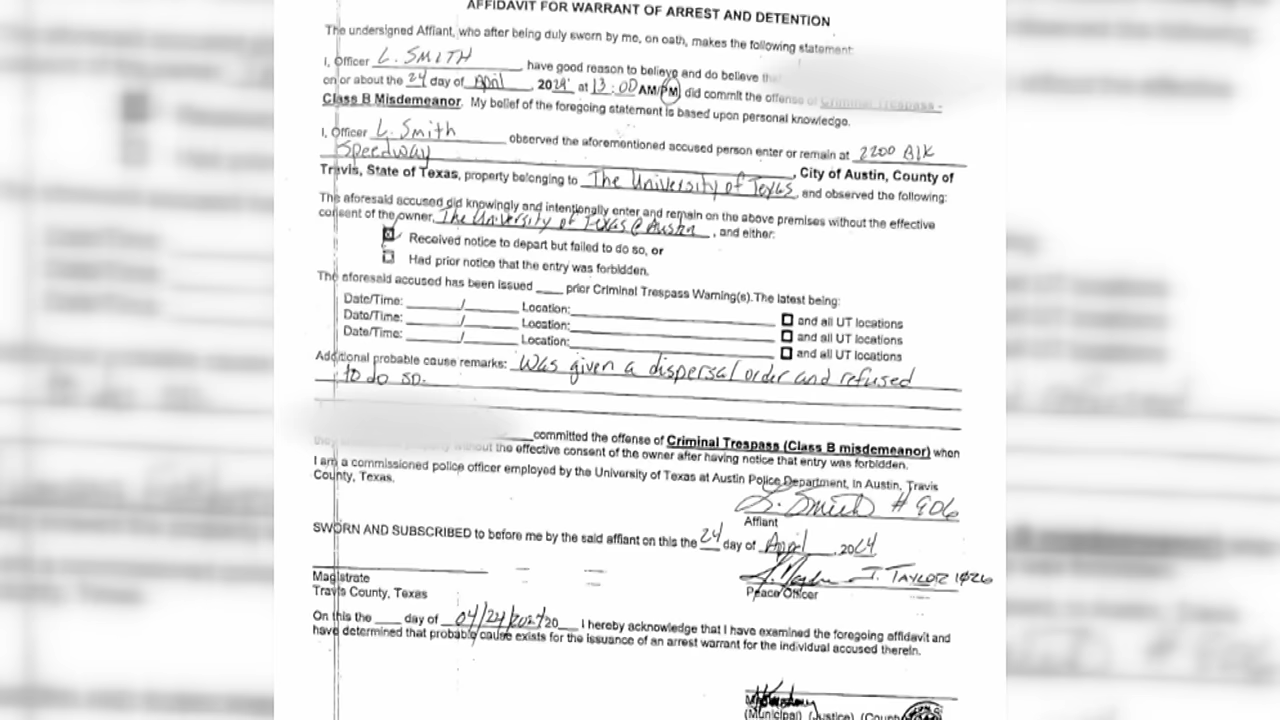 AFFIDAVIT FOR WARRANT OF ARREST AND DETENTION
The undersigned Affiant, who after being duly sworn by me, on oath, makes the following statement:
I, Officer L. SMITH have good reason to believe and do believe
on or about the 24 day of April, 2024 at 13:00 AM/PM did commit the offense of Criminal Trespass -
Class B Misdemeanor. My belief of the foregoing statement is based upon personal knowledge.
I, Officer L. Smith observed the aforementioned accused person enter or remain at 2200 Blk
Speedway, City of Austin, County of
Travis, State of Texas, property belonging to The University of Texas, and observed the following:
The aforesaid accused did knowingly and intentionally enter and remain on the above premises without the effective
consent of the owner, The University of Texas @ Austin, and either:
Received notice to depart but failed to do so, or
Had prior notice that the entry was forbidden.
The aforesaid accused has been issued ____ prior Criminal Trespass Warning(s). The latest being:
Date/Time: ______/______ Location: ______ and all UT locations
Date/Time: ______/______ Location: ______ and all UT locations
Date/Time: ______/______ Location: ______ and all UT locations
Additional probable cause remarks: Was given a dispersal order and refused
to do so.
committed the offense of Criminal Trespass (Class B misdemeanor) when
without the effective consent of the owner after having notice that entry was forbidden.
I am a commissioned police officer employed by the University of Texas at Austin Police Department, in Austin, Travis
County, Texas.
L. Smith #906
Affiant
SWORN AND SUBSCRIBED to before me by the said affiant on this the 24 day of April, 2024.
J. TAYLOR 1826
Magistrate
Travis County, Texas
Peace Officer
On this the ____ day of 04/24/2024 20___ I hereby acknowledge that I have examined the foregoing affidavit and
have determined that probable cause exists for the issuance of an arrest warrant for the individual accused therein.
(Municipal) (Justice) (County